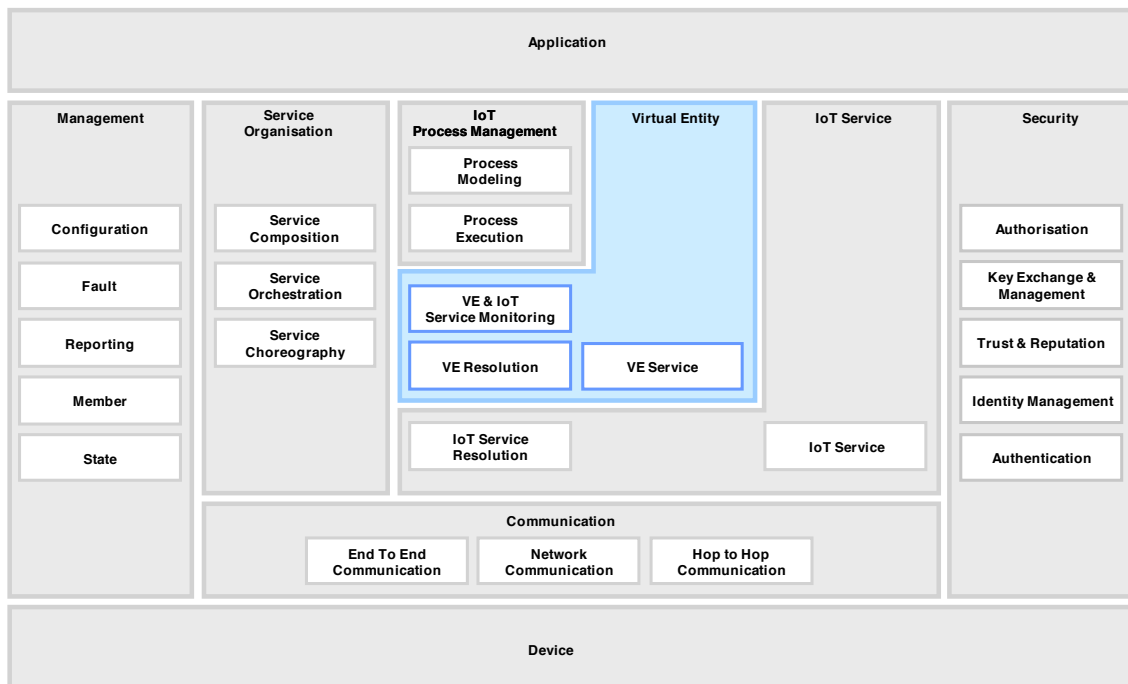 Application
Management
Configuration
Fault
Reporting
Member
State
Service
Organisation
Service
Composition
Service
Orchestration
Service
Choreography
IoT
Process Management
Process
Modeling
Process
Execution
Virtual Entity
VE & IoT
Service Monitoring
VE Resolution
VE Service
IoT Service
IoT Service
Resolution
IoT Service
Security
Authorisation
Key Exchange &
Management
Trust & Reputation
Identity Management
Authentication
Communication
End To End
Communication
Network
Communication
Hop to Hop
Communication
Device